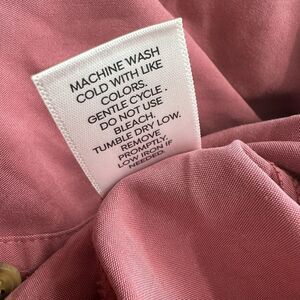 MACHINE WASH
COLD WITH LIKE
COLORS.
GENTLE CYCLE.
DO NOT USE
BLEACH.
TUMBLE DRY LOW.
REMOVE
PROMPTLY.
LOW IRON IF
NEEDED.